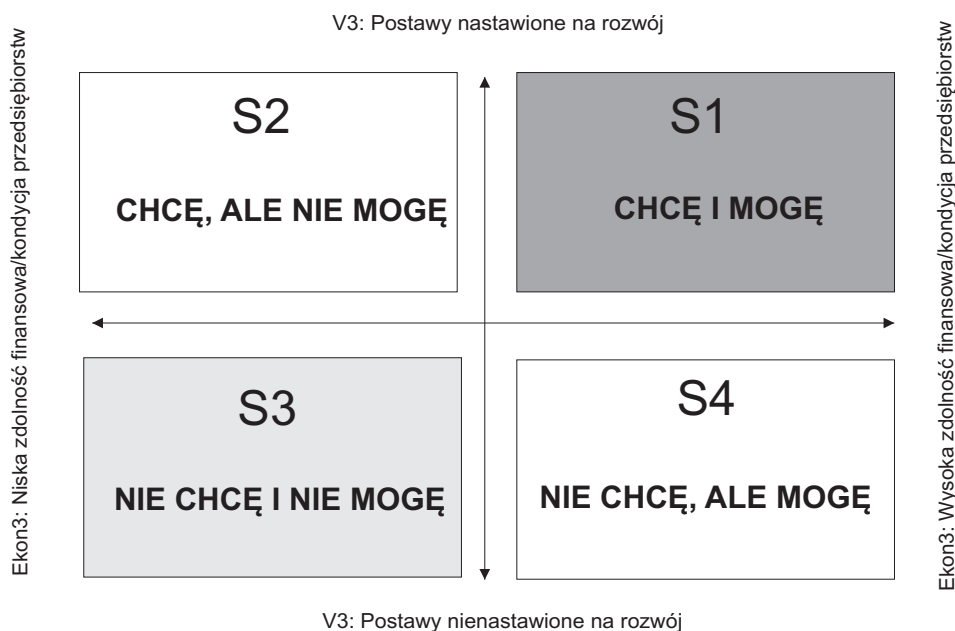 V3: Postawy nastawione na rozwój
Ekon3: Niska zdolność finansowa/kondycja przedsiębiorstw
S2
CHCĘ, ALE NIE MOGĘ
S1
CHCĘ I MOGĘ
S3
NIE CHCĘ I NIE MOGĘ
S4
NIE CHCĘ, ALE MOGĘ
Ekon3: Wysoka zdolność finansowa/kondycja przedsiębiorstw
V3: Postawy nienastawione na rozwój